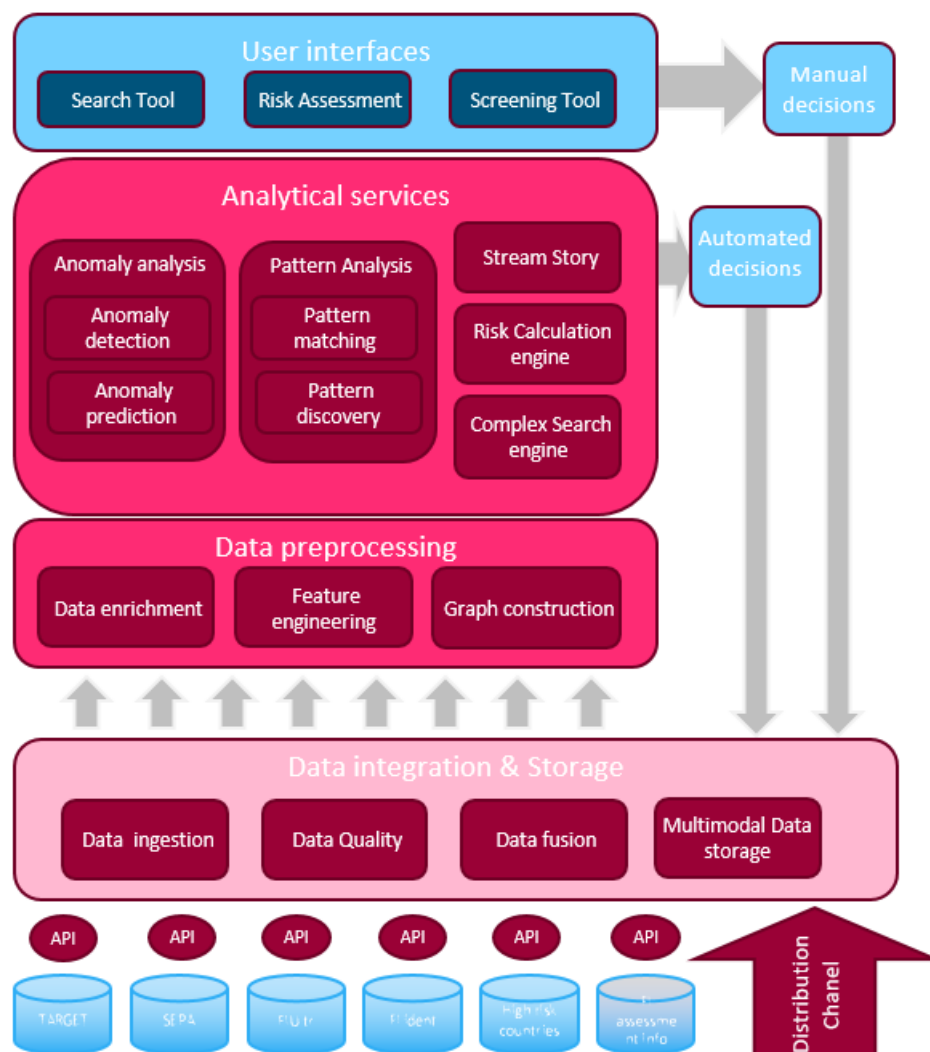 User interfaces
Search Tool
Risk Assessment
Screening Tool
Manual
decisions
Analytical services
Anomaly analysis
Anomaly
detection
Anomaly
prediction
Pattern Analysis
Pattern
matching
Pattern
discovery
Stream Story
Risk Calculation
engine
Complex Search
engine
Automated
decisions
Data preprocessing
Data enrichment
Feature
engineering
Graph construction
Data integration & Storage
Data ingestion
Data Quality
Data fusion
Multimodal Data
storage
API
API
API
API
API
API
TARGET
SEPA
High risk
countries
assessme
nt Info
Distribution
Chanel